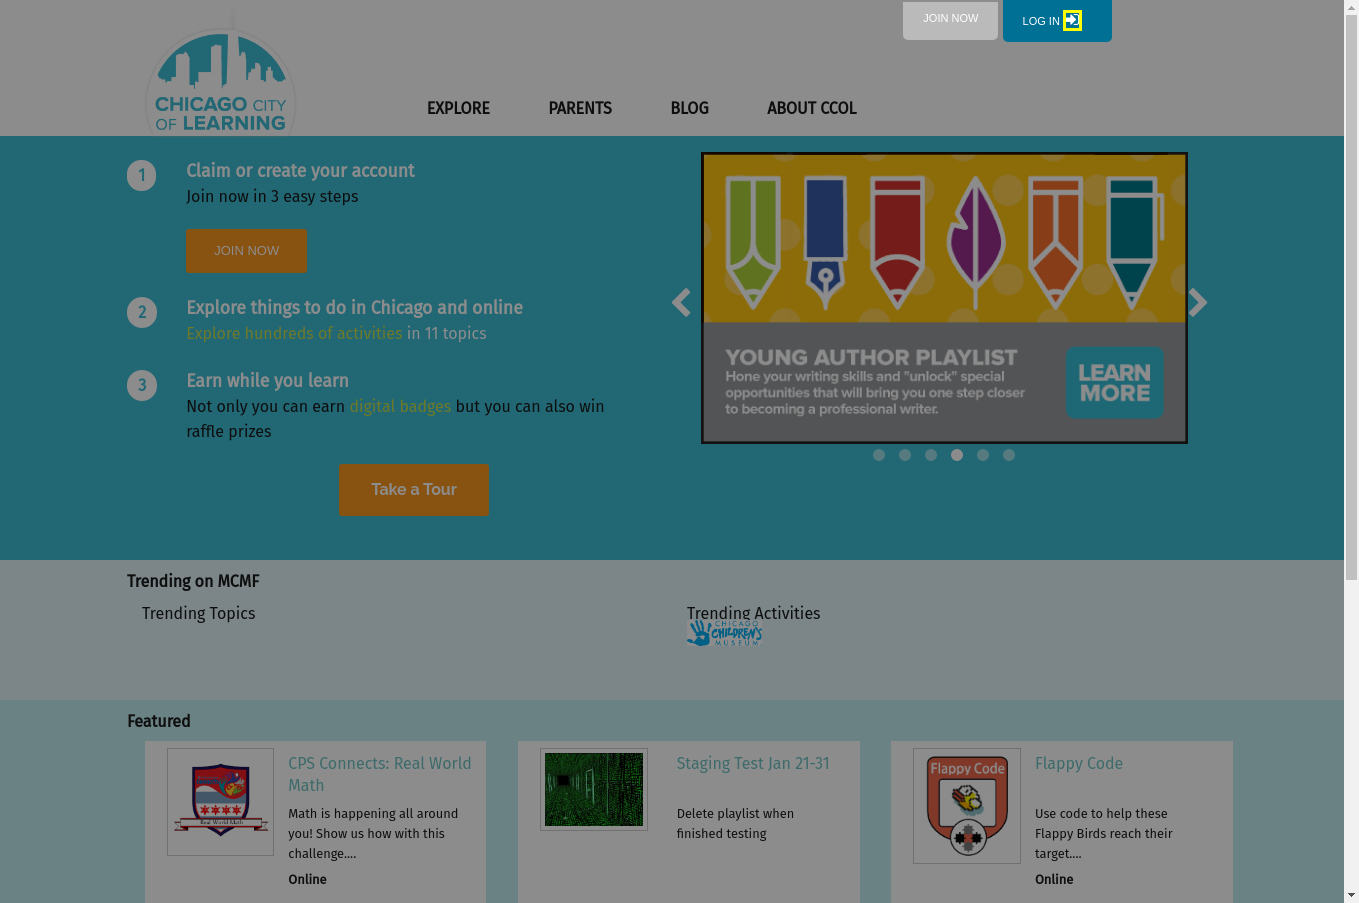 JOIN NOW
LOG IN
CHICAGO CITY
OF LEARNING
EXPLORE
PARENTS
BLOG
ABOUT CCOL
1
Claim or create your account
Join now in 3 easy steps
JOIN NOW
2
Explore things to do in Chicago and online
Explore hundreds of activities in 11 topics
3
Earn while you learn
Not only you can earn digital badges but you can also win
raffle prizes
Take a Tour
YOUNG AUTHOR PLAYLIST
Hone your writing skills and "unlock" special
opportunities that will bring you one step closer
to becoming a professional writer.
LEARN
MORE
Trending on MCMF
Trending Topics
Trending Activities
CHICAGO
CHILDREN'S
MUSEUM
Featured
Real World Math
CPS Connects: Real World
Math
Math is happening all around
you! Show us how with this
challenge....
Online
Staging Test Jan 21-31
Delete playlist when
finished testing
Flappy Code
Flappy Code
Use code to help these
Flappy Birds reach their
target....
Online